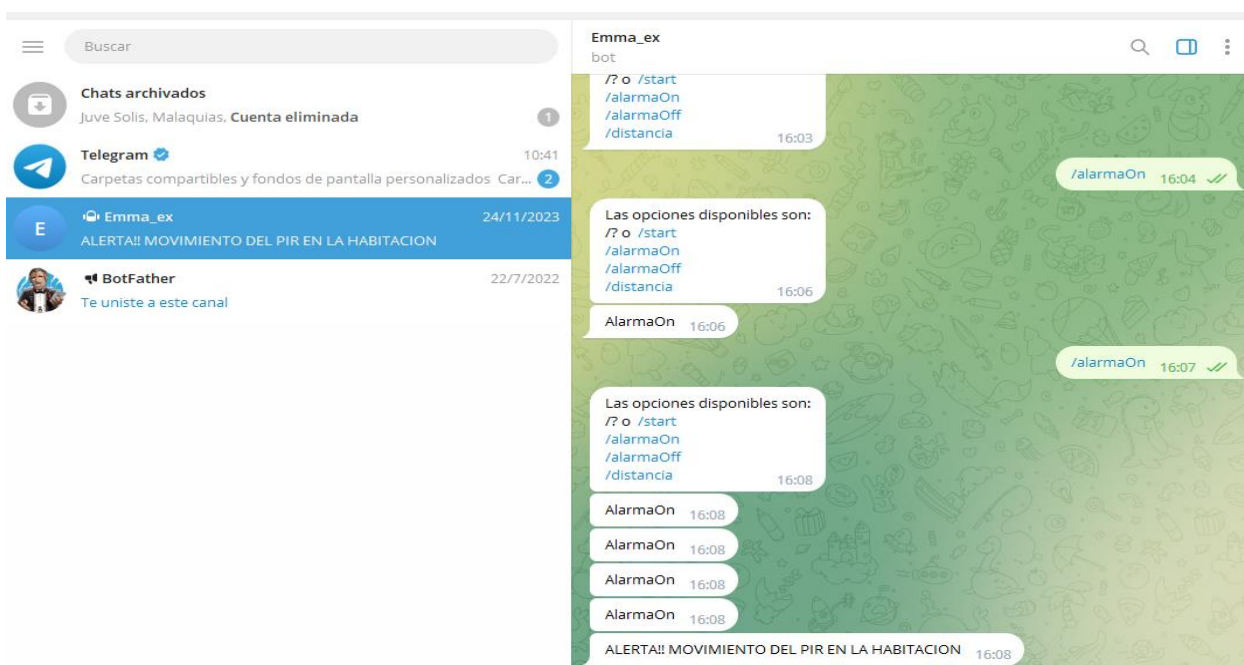 Buscar
Chats archivados
Juve Solis, Malaquias, Cuenta eliminada 1
Telegram 10:41
Carpetas compartibles y fondos de pantalla personalizados Car... 2
E
Emma_ex 24/11/2023
ALERTA!! MOVIMIENTO DEL PIR EN LA HABITACION
BotFather 22/7/2022
Te uniste a este canal
Emma_ex
bot
/? o /start
/alarmaOn
/alarmaOff
/distancia 16:03
/alarmaOn 16:04
Las opciones disponibles son:
/? o /start
/alarmaOn
/alarmaOff
/distancia 16:06
AlarmaOn 16:06
/alarmaOn 16:07
Las opciones disponibles son:
/? o /start
/alarmaOn
/alarmaOff
/distancia 16:08
AlarmaOn 16:08
AlarmaOn 16:08
AlarmaOn 16:08
AlarmaOn 16:08
ALERTA!! MOVIMIENTO DEL PIR EN LA HABITACION 16:08